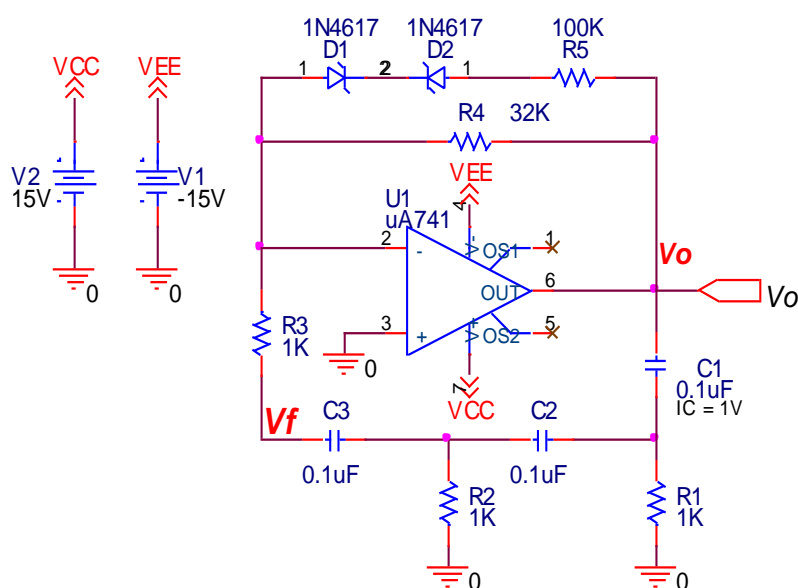 1N4617
D1
1N4617
D2
100K
R5
1
2
2
1
VCC
VEE
R4
32K
V2
15V
V1
-15V
0
0
VEE
U1
uA741
4
V-
2
-
OS1
1
Vo
OUT
6
Vo
3
+
OS2
5
V+
0
7
VCC
R3
1K
C1
0.1uF
IC = 1V
Vf
C3
0.1uF
C2
0.1uF
R2
1K
R1
1K
0
0